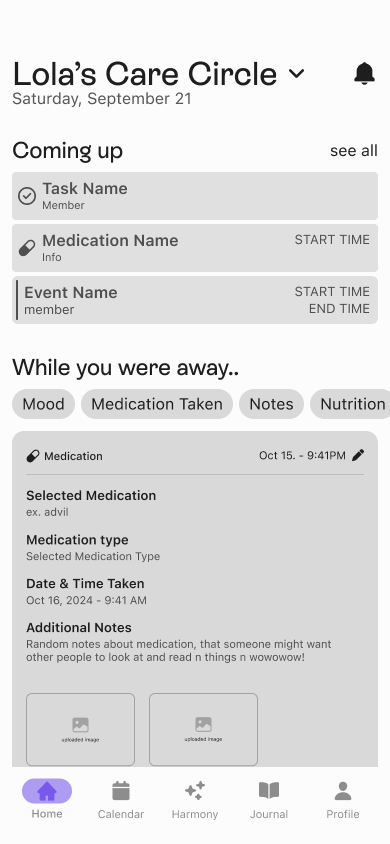 Lola's Care Circle
Saturday, September 21
Coming up
see all
Task Name
Member
Medication Name
START TIME
Info
Event Name
START TIME
member
END TIME
While you were away..
Mood
Medication Taken
Notes
Nutrition
Medication
Oct 15. - 9:41PM
Selected Medication
ex. advil
Medication type
Selected Medication Type
Date & Time Taken
Oct 16, 2024 - 9:41 AM
Additional Notes
Random notes about medication, that someone might want
other people to look at and read n things n wowowow!
uploaded image
uploaded image
Home
Calendar
Harmony
Journal
Profile